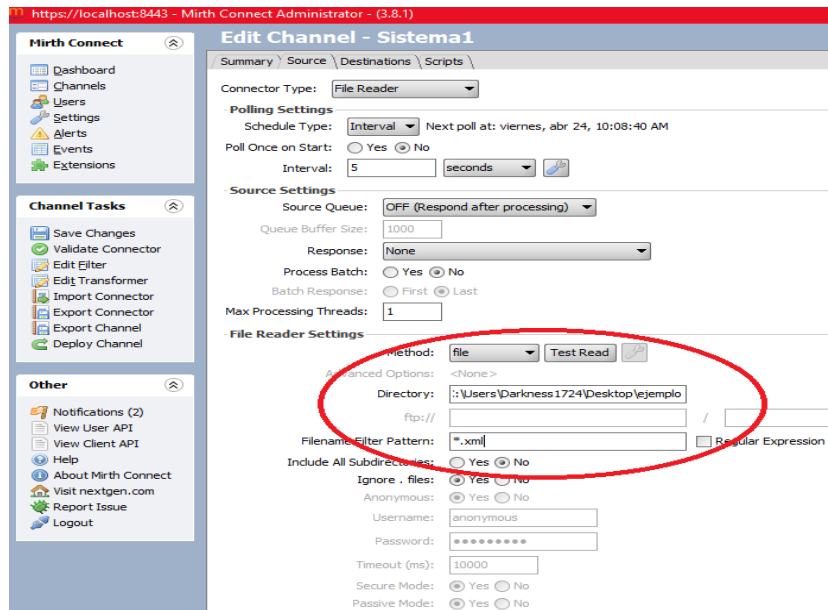 https://localhost:8443 - Mirth Connect Administrator - (3.8.1)
Mirth Connect
Dashboard
Channels
Users
Settings
Alerts
Events
Extensions
Channel Tasks
Save Changes
Validate Connector
Edit Filter
Edit Transformer
Import Connector
Export Connector
Export Channel
Deploy Channel
Other
Notifications (2)
View User API
View Client API
Help
About Mirth Connect
Visit nextgen.com
Report Issue
Logout
Edit Channel - Sistema1
Summary Source Destinations Scripts
Connector Type: File Reader
Polling Settings
Schedule Type: Interval Next poll at: viernes, abr 24, 10:08:40 AM
Poll Once on Start: Yes No
Interval: 5 seconds
Source Settings
Source Queue: OFF (Respond after processing)
Queue Buffer Size: 1000
Response: None
Process Batch: Yes No
Batch Response: First Last
Max Processing Threads: 1
File Reader Settings
Method: file Test Read
Advanced Options: <None>
Directory: :\Users\Darkness1724\Desktop\ejemplo
ftp:// /
Filename Filter Pattern: *.xml Regular Expression
Include All Subdirectories: Yes No
Ignore . files: Yes No
Anonymous: Yes No
Username: anonymous
Password: •••••••••
Timeout (ms): 10000
Secure Mode: Yes No
Passive Mode: Yes No